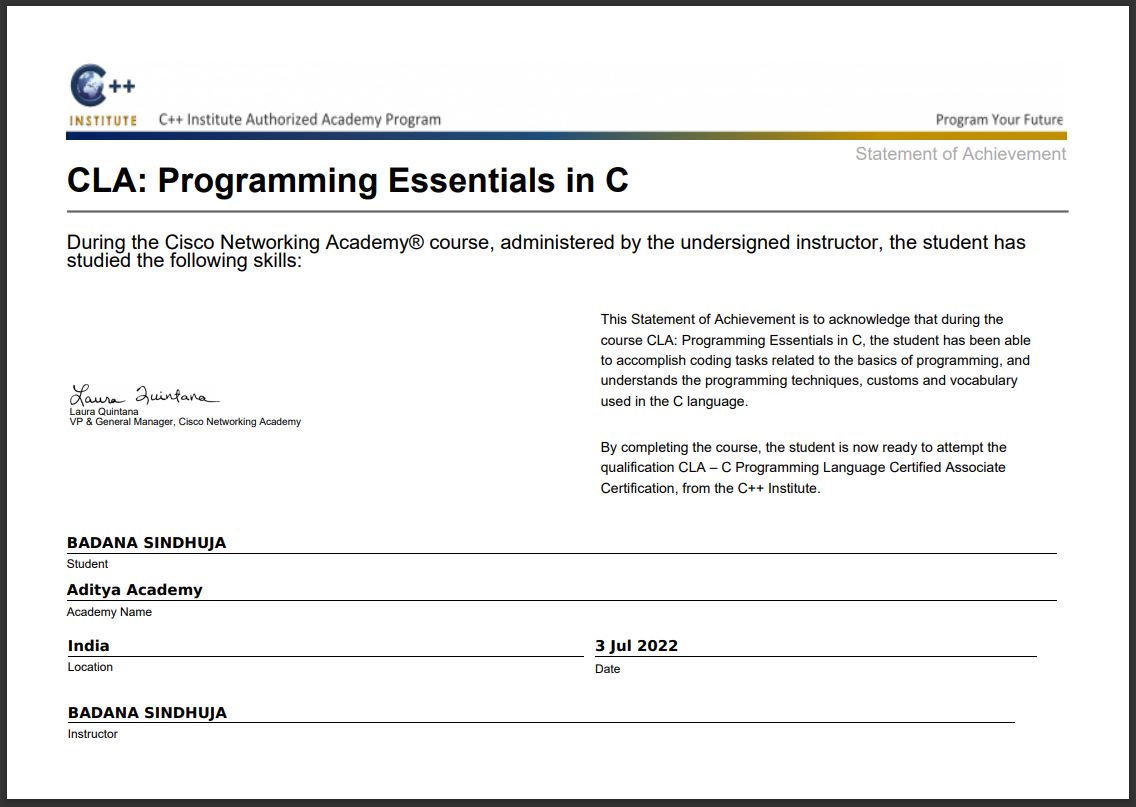 C++
INSTITUTE
C++ Institute Authorized Academy Program
Program Your Future
Statement of Achievement
CLA: Programming Essentials in C
During the Cisco Networking Academy® course, administered by the undersigned instructor, the student has
studied the following skills:
This Statement of Achievement is to acknowledge that during the
course CLA: Programming Essentials in C, the student has been able
to accomplish coding tasks related to the basics of programming, and
understands the programming techniques, customs and vocabulary
used in the C language.
By completing the course, the student is now ready to attempt the
qualification CLA – C Programming Language Certified Associate
Certification, from the C++ Institute.
Laura Quintana
Laura Quintana
VP & General Manager, Cisco Networking Academy
BADANA SINDHUJA
Student
Aditya Academy
Academy Name
India
Location
3 Jul 2022
Date
BADANA SINDHUJA
Instructor